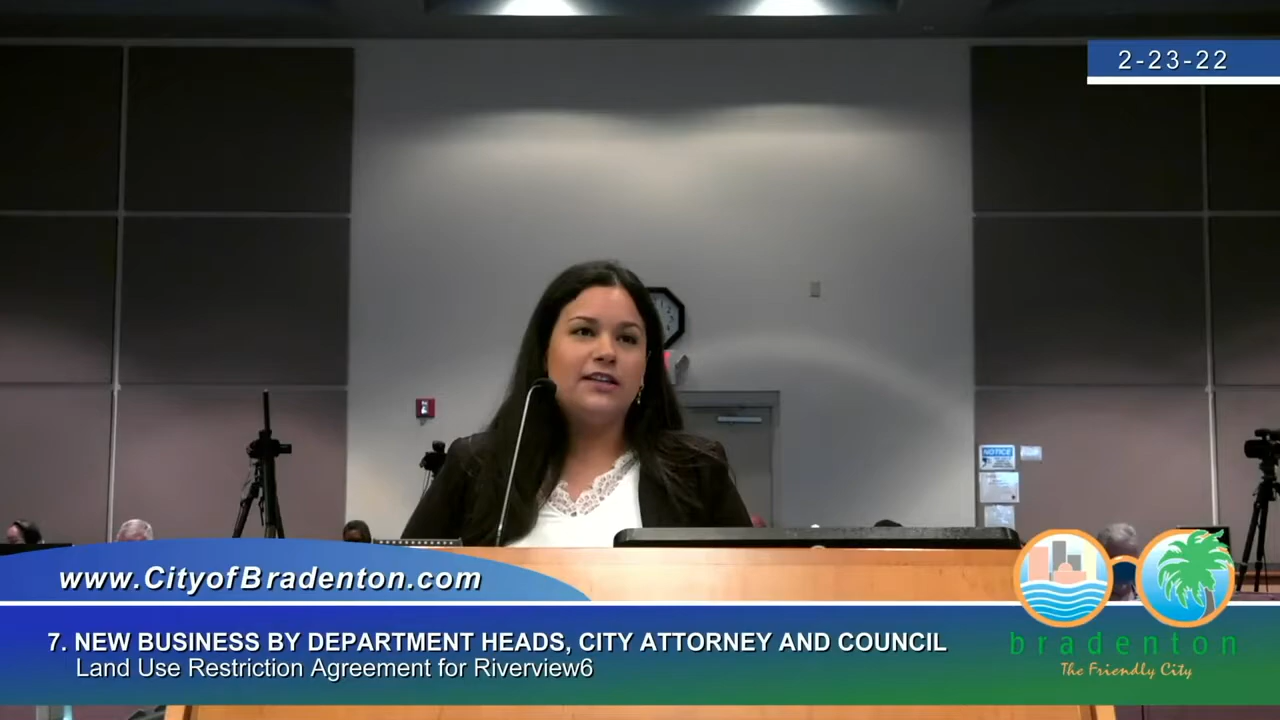 2-23-22
NOTICE
www.CityofBradenton.com
7. NEW BUSINESS BY DEPARTMENT HEADS, CITY ATTORNEY AND COUNCIL
Land Use Restriction Agreement for Riverview6
bradenton
The Friendly City